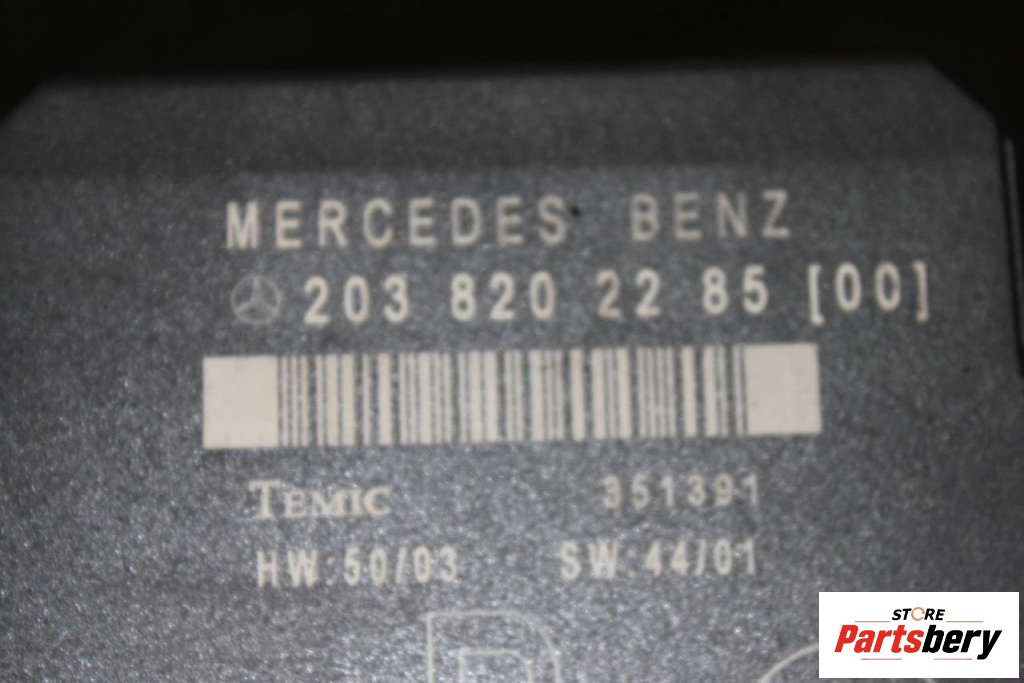 MERCEDES BENZ
203 820 22 85 [00]
TEMIC 351391
HW:50/03 SW:44/01
STORE
Partsbery